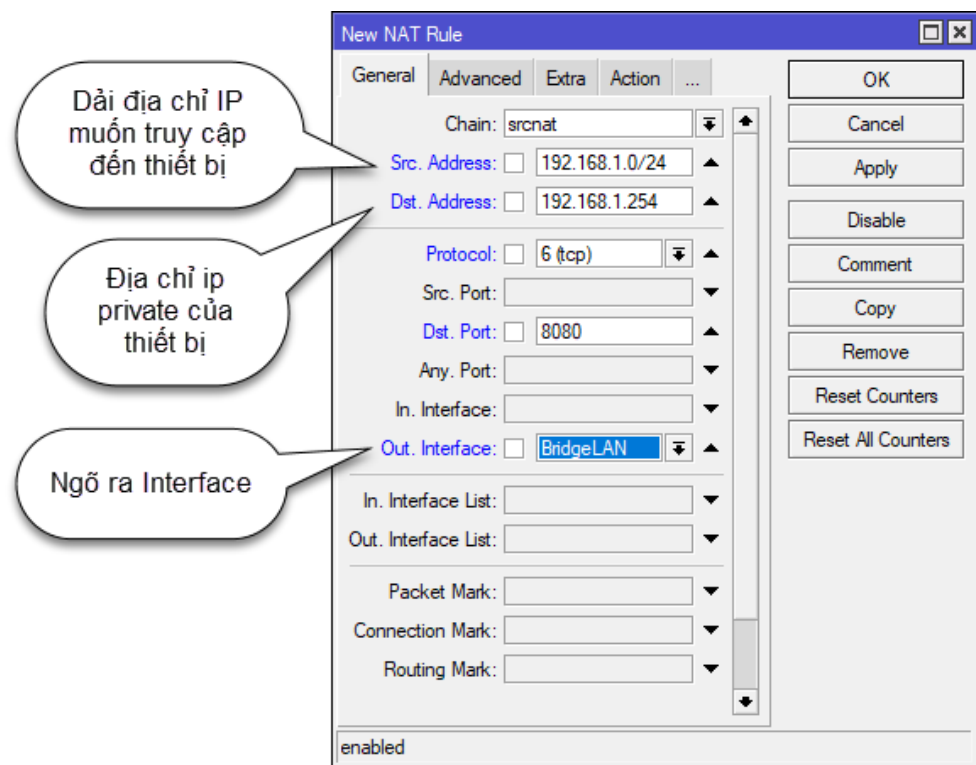 New NAT Rule
General
Advanced
Extra
Action
...
Chain: srcnat
Src. Address: 192.168.1.0/24
Dst. Address: 192.168.1.254
Protocol: 6 (tcp)
Src. Port:
Dst. Port: 8080
Any. Port:
In. Interface:
Out. Interface: BridgeLAN
In. Interface List:
Out. Interface List:
Packet Mark:
Connection Mark:
Routing Mark:
enabled
OK
Cancel
Apply
Disable
Comment
Copy
Remove
Reset Counters
Reset All Counters
Dải địa chỉ IP
muốn truy cập
đến thiết bị
Địa chỉ ip
private của
thiết bị
Ngõ ra Interface